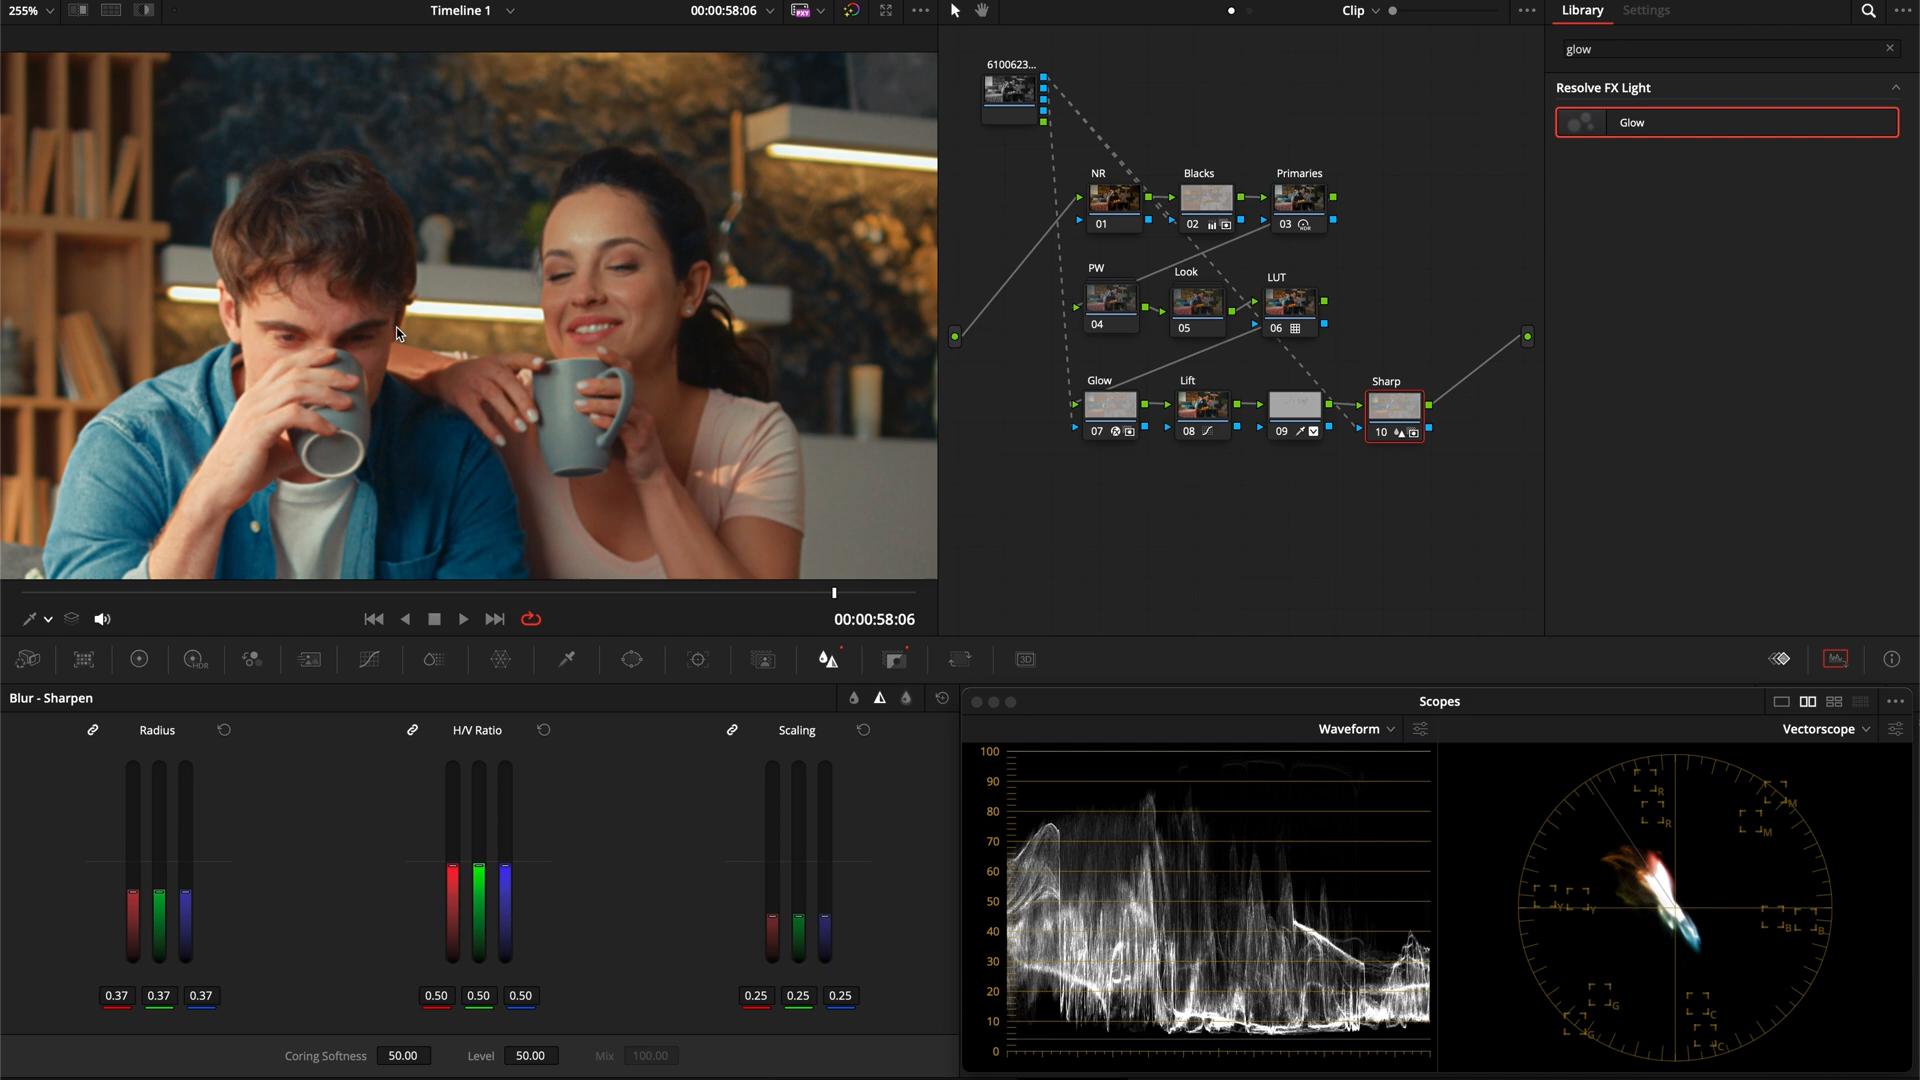 255%
Timeline 1
00:00:58:06
PXY
Clip
Library
Settings
glow
Resolve FX Light
Glow
6100623...
NR
Blacks
Primaries
01
02
03
HDR
PW
Look
LUT
04
05
06
Glow
Lift
Sharp
07
08
09
10
00:00:58:06
HDR
3D
Blur - Sharpen
Radius
H/V Ratio
Scaling
0.37 0.37 0.37
0.50 0.50 0.50
0.25 0.25 0.25
Coring Softness 50.00
Level 50.00
Mix 100.00
Scopes
Waveform
Vectorscope
100
90
80
70
60
50
40
30
20
10
0
R
R
M
M
Y
Y
B
B
G
G
C
C